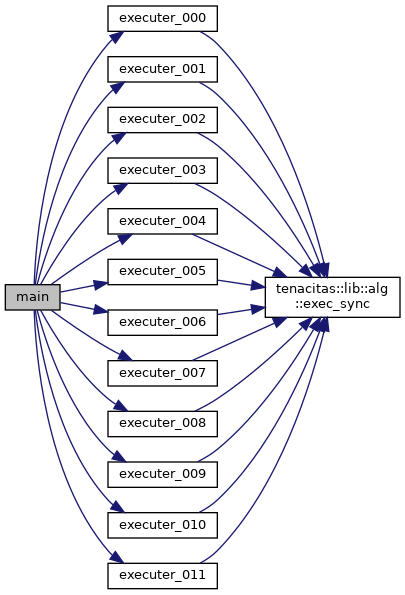 executer_000
executer_001
executer_002
executer_003
executer_004
executer_005
main
tenacitas::lib::alg
::exec_sync
executer_006
executer_007
executer_008
executer_009
executer_010
executer_011